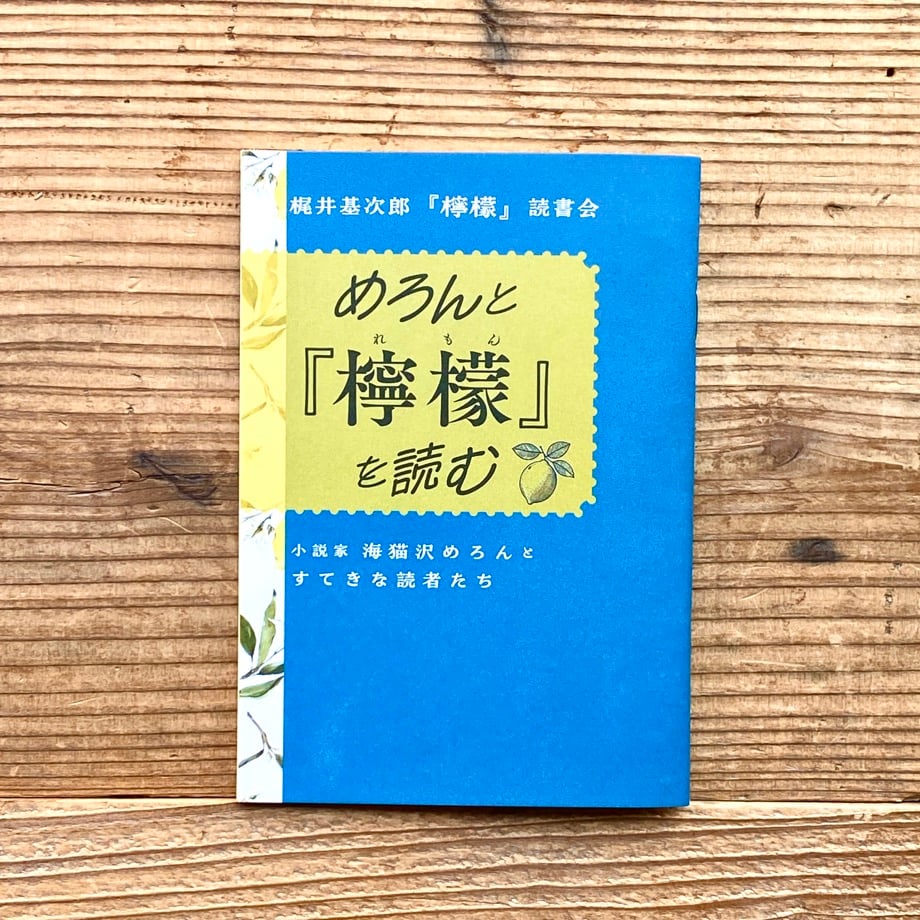 梶井基次郎『檸檬』読書会
めろんと
れもん
『檸檬』
を読む
小説家 海猫沢めろんと
すてきな読者たち